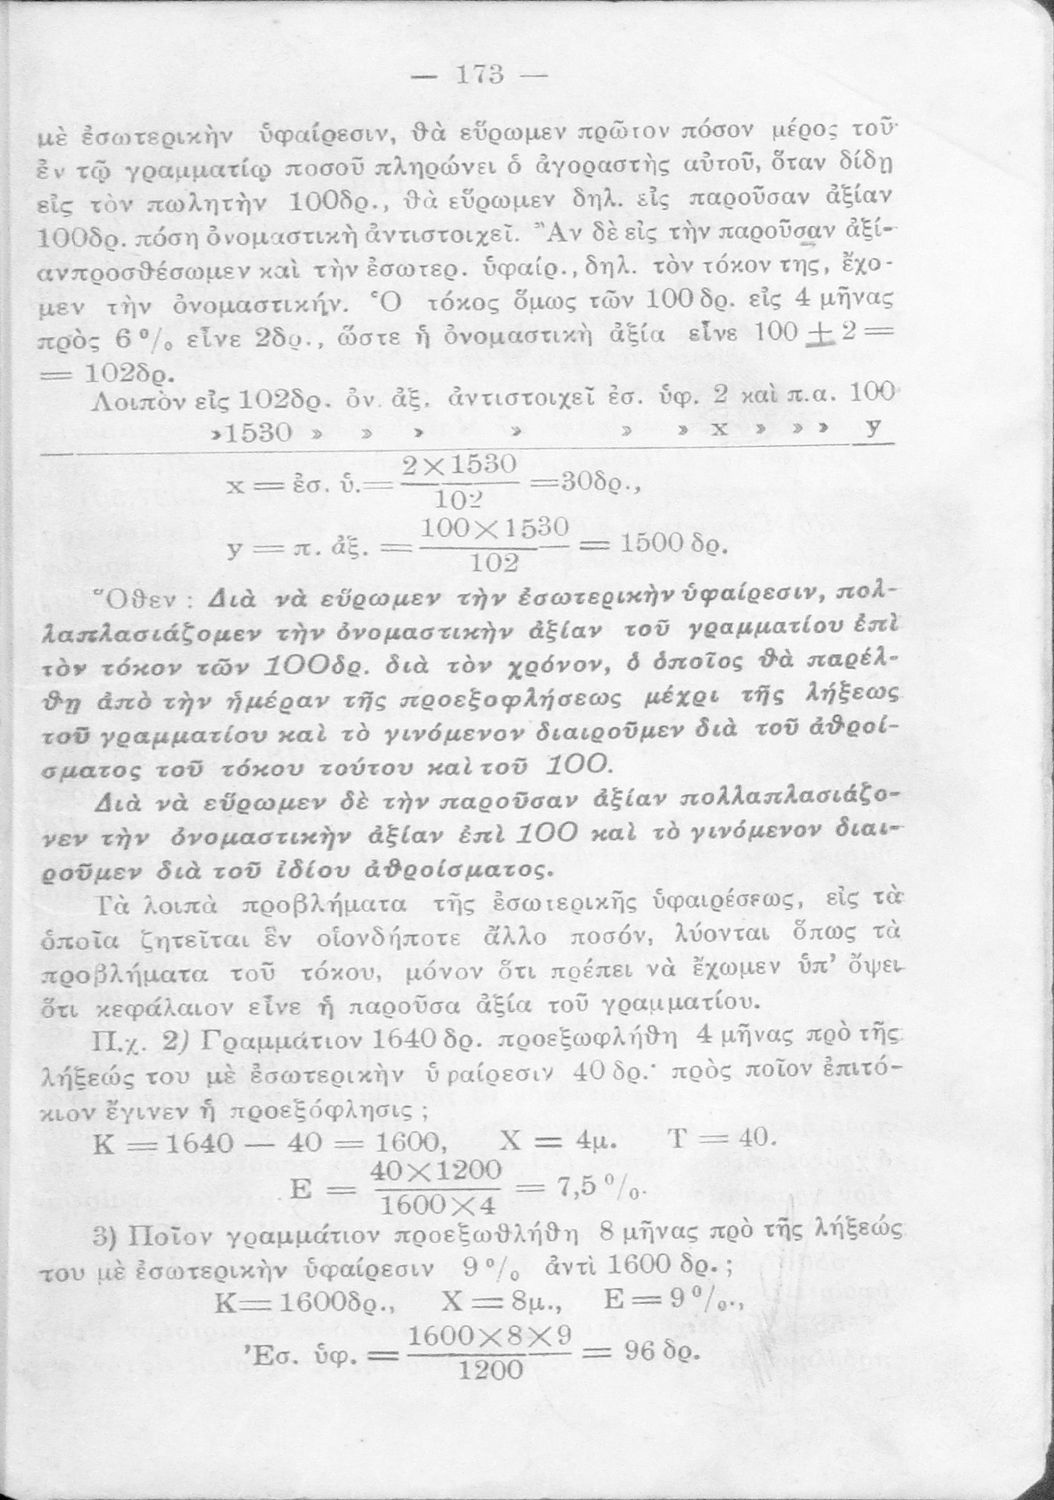 — 173 —
μὲ ἐσωτερικὴν ὑφαίρεσιν, θὰ εὕρωμεν πρῶτον πόσον μέρος τοῦ
ἐν τῷ γραμματίῳ ποσοῦ πληρώνει ὁ ἀγοραστὴς αὐτοῦ, ὅταν δίδῃ
εἰς τὸν πωλητὴν 100δρ., θὰ εὕρωμεν δηλ. εἰς παροῦσαν ἀξίαν
100δρ. πόση ὀνομαστικὴ ἀντιστοιχεῖ. Ἂν δὲ εἰς τὴν παροῦσαν ἀξί-
ανπροσθέσωμεν καὶ τὴν ἐσωτερ. ὑφαίρ., δηλ. τὸν τόκον της, ἔχο-
μεν τὴν ὀνομαστικήν. Ὁ τόκος ὅμως τῶν 100 δρ. εἰς 4 μῆνας
πρὸς 6 % εἶνε 2δρ., ὥστε ἡ ὀνομαστικὴ ἀξία εἶνε 100 + 2 =
= 102δρ.
Λοιπὸν εἰς 102δρ. ὀν. ἀξ. ἀντιστοιχεῖ ἐσ. ὑφ. 2 καὶ π.α. 100
»1530 » » » » » » x » » » y
x = ἐσ. ὑ.= 2×1530 / 102 =30δρ.,
y = π. ἀξ. = 100×1530 / 102 = 1500 δρ.
Ὅθεν : Διὰ νὰ εὕρωμεν τὴν ἐσωτερικὴν ὑφαίρεσιν, πολ-
λαπλασιάζομεν τὴν ὀνομαστικὴν ἀξίαν τοῦ γραμματίου ἐπὶ
τὸν τόκον τῶν 100δρ. διὰ τὸν χρόνον, ὁ ὁποῖος θὰ παρέλ-
θῃ ἀπὸ τὴν ἡμέραν τῆς προεξοφλήσεως μέχρι τῆς λήξεως
τοῦ γραμματίου καὶ τὸ γινόμενον διαιροῦμεν διὰ τοῦ ἀθροί-
σματος τοῦ τόκου τούτου καὶ τοῦ 100.
Διὰ νὰ εὕρωμεν δὲ τὴν παροῦσαν ἀξίαν πολλαπλασιάζο-
νεν τὴν ὀνομαστικὴν ἀξίαν ἐπὶ 100 καὶ τὸ γινόμενον διαι-
ροῦμεν διὰ τοῦ ἰδίου ἀθροίσματος.
Τὰ λοιπὰ προβλήματα τῆς ἐσωτερικῆς ὑφαιρέσεως, εἰς τὰ
ὁποῖα ζητεῖται ἓν οἱονδήποτε ἄλλο ποσόν, λύονται ὅπως τὰ
προβλήματα τοῦ τόκου, μόνον ὅτι πρέπει νὰ ἔχωμεν ὑπ' ὄψει
ὅτι κεφάλαιον εἶνε ἡ παροῦσα ἀξία τοῦ γραμματίου.
Π.χ. 2) Γραμμάτιον 1640 δρ. προεξωφλήθη 4 μῆνας πρὸ τῆς
λήξεώς του μὲ ἐσωτερικὴν ὑφαίρεσιν 40 δρ.· πρὸς ποῖον ἐπιτό-
κιον ἔγινεν ἡ προεξόφλησις ;
Κ = 1640 — 40 = 1600, Χ = 4μ. Τ = 40.
Ε = 40×1200 / 1600×4 = 7,5 %.
3) Ποῖον γραμμάτιον προεξωθλήθη 8 μῆνας πρὸ τῆς λήξεώς
του μὲ ἐσωτερικὴν ὑφαίρεσιν 9 % ἀντὶ 1600 δρ. ;
Κ= 1600δρ., Χ = 8μ., Ε = 9 %.,
Ἐσ. ὑφ. = 1600×8×9 / 1200 = 96 δρ.